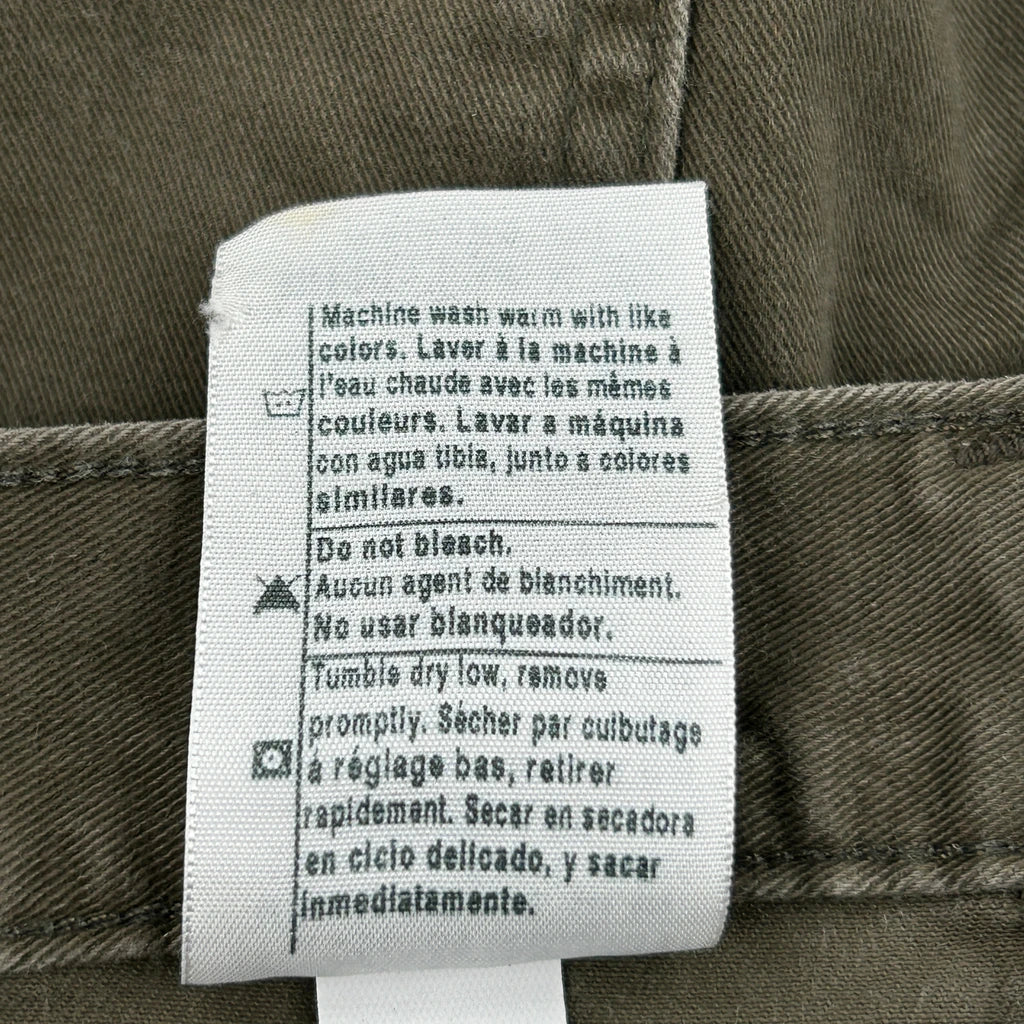 Machine wash warm with like
colors. Laver à la machine à
l'eau chaude avec les mêmes
couleurs. Lavar a máquina
con agua tibia, junto a colores
similares.
Do not bleach.
Aucun agent de blanchiment.
No usar blanqueador.
Tumble dry low, remove
promptly. Sécher par culbutage
à réglage bas, retirer
rapidement. Secar en secadora
en ciclo delicado, y sacar
inmediatamente.